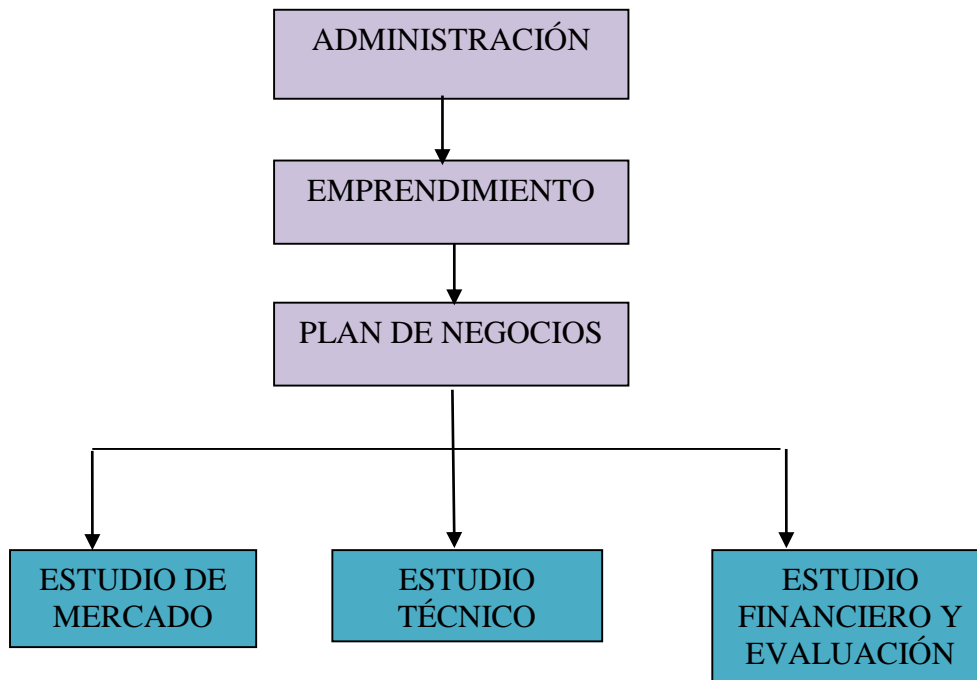 ADMINISTRACIÓN
EMPRENDIMIENTO
PLAN DE NEGOCIOS
ESTUDIO DE
MERCADO
ESTUDIO
TÉCNICO
ESTUDIO
FINANCIERO Y
EVALUACIÓN